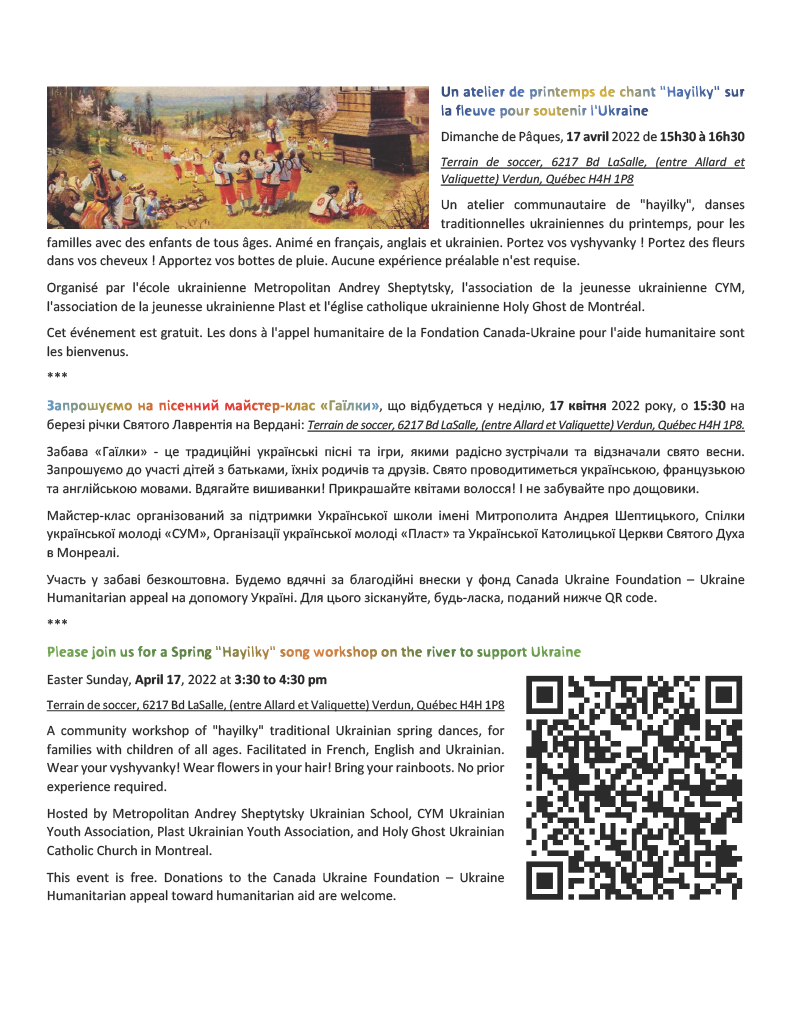 Un atelier de printemps de chant "Hayilky" sur
la fleuve pour soutenir l'Ukraine
Dimanche de Pâques, 17 avril 2022 de 15h30 à 16h30
Terrain de soccer, 6217 Bd LaSalle, (entre Allard et
Valiquette) Verdun, Québec H4H 1P8
Un atelier communautaire de "hayilky", danses
traditionnelles ukrainiennes du printemps, pour les
familles avec des enfants de tous âges. Animé en français, anglais et ukrainien. Portez vos vyshyvanky ! Portez des fleurs
dans vos cheveux ! Apportez vos bottes de pluie. Aucune expérience préalable n'est requise.
Organisé par l'école ukrainienne Metropolitan Andrey Sheptytsky, l'association de la jeunesse ukrainienne CYM,
l'association de la jeunesse ukrainienne Plast et l'église catholique ukrainienne Holy Ghost de Montréal.
Cet événement est gratuit. Les dons à l'appel humanitaire de la Fondation Canada-Ukraine pour l'aide humanitaire sont
les bienvenus.
***
Запрошуємо на пісенний майстер-клас «Гаїлки», що відбудеться у неділю, 17 квітня 2022 року, о 15:30 на
березі річки Святого Лаврентія на Вердані: Terrain de soccer, 6217 Bd LaSalle, (entre Allard et Valiquette) Verdun, Québec H4H 1P8.
Забава «Гаїлки» - це традиційні українські пісні та ігри, якими радісно зустрічали та відзначали свято весни.
Запрошуємо до участі дітей з батьками, їхніх родичів та друзів. Свято проводитиметься українською, французькою
та англійською мовами. Вдягайте вишиванки! Прикрашайте квітами волосся! І не забувайте про дощовики.
Майстер-клас організований за підтримки Української школи імені Митрополита Андрея Шептицького, Спілки
української молоді «СУМ», Організації української молоді «Пласт» та Української Католицької Церкви Святого Духа
в Монреалі.
Участь у забаві безкоштовна. Будемо вдячні за благодійні внески у фонд Canada Ukraine Foundation – Ukraine
Humanitarian appeal на допомогу Україні. Для цього зіскануйте, будь-ласка, поданий нижче QR code.
***
Please join us for a Spring "Hayilky" song workshop on the river to support Ukraine
Easter Sunday, April 17, 2022 at 3:30 to 4:30 pm
Terrain de soccer, 6217 Bd LaSalle, (entre Allard et Valiquette) Verdun, Québec H4H 1P8
A community workshop of "hayilky" traditional Ukrainian spring dances, for
families with children of all ages. Facilitated in French, English and Ukrainian.
Wear your vyshyvanky! Wear flowers in your hair! Bring your rainboots. No prior
experience required.
Hosted by Metropolitan Andrey Sheptytsky Ukrainian School, CYM Ukrainian
Youth Association, Plast Ukrainian Youth Association, and Holy Ghost Ukrainian
Catholic Church in Montreal.
This event is free. Donations to the Canada Ukraine Foundation – Ukraine
Humanitarian appeal toward humanitarian aid are welcome.